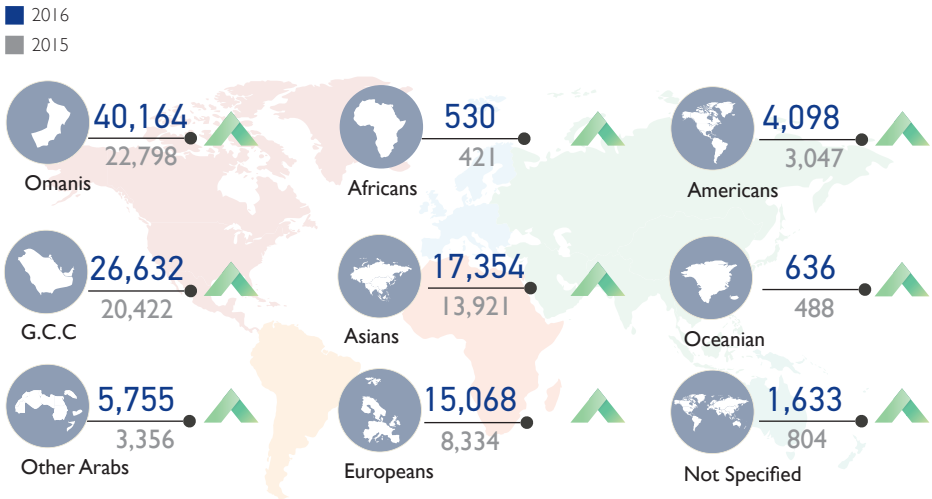 2016
2015
40,164
22,798
Omanis
530
421
Africans
4,098
3,047
Americans
26,632
20,422
G.C.C
17,354
13,921
Asians
636
488
Oceanian
5,755
3,356
Other Arabs
15,068
8,334
Europeans
1,633
804
Not Specified